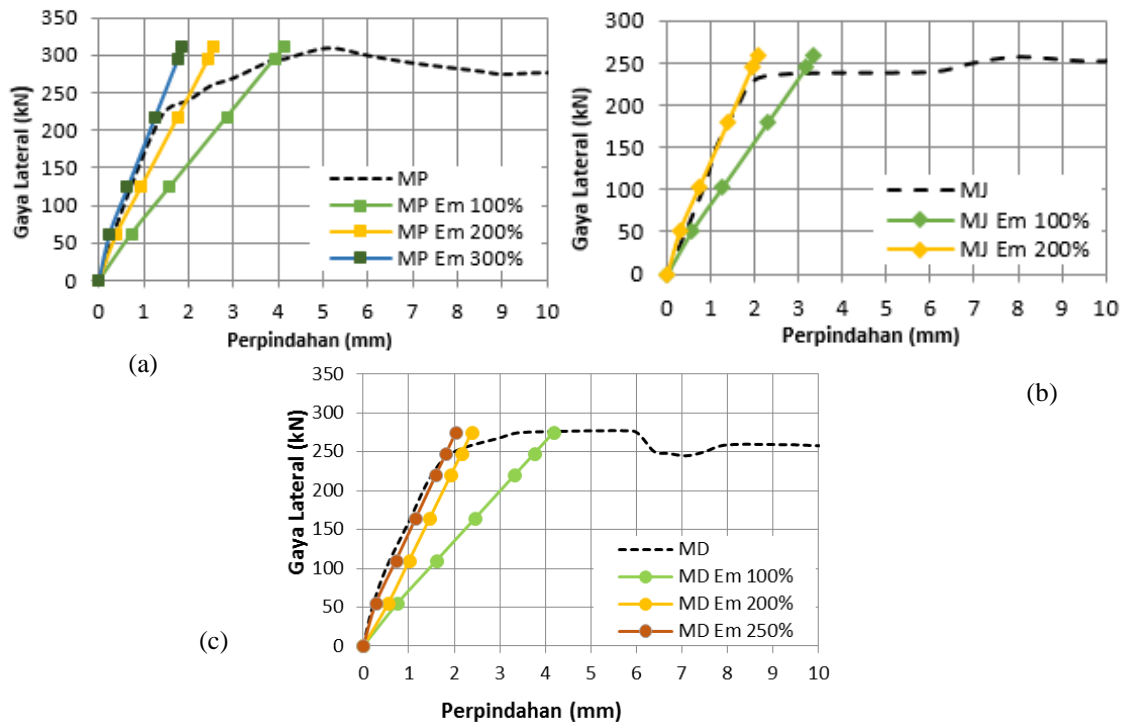 350
300
250
200
150
100
50
0
Gaya Lateral (kN)
MP
MP Em 100%
MP Em 200%
MP Em 300%
0 1 2 3 4 5 6 7 8 9 10
Perpindahan (mm)
(a)
300
250
200
150
100
50
0
Gaya Lateral (kN)
MJ
MJ Em 100%
MJ Em 200%
0 1 2 3 4 5 6 7 8 9 10
Perpindahan (mm)
(b)
350
300
250
200
150
100
50
0
Gaya Lateral (kN)
MD
MD Em 100%
MD Em 200%
MD Em 250%
0 1 2 3 4 5 6 7 8 9 10
Perpindahan (mm)
(c)